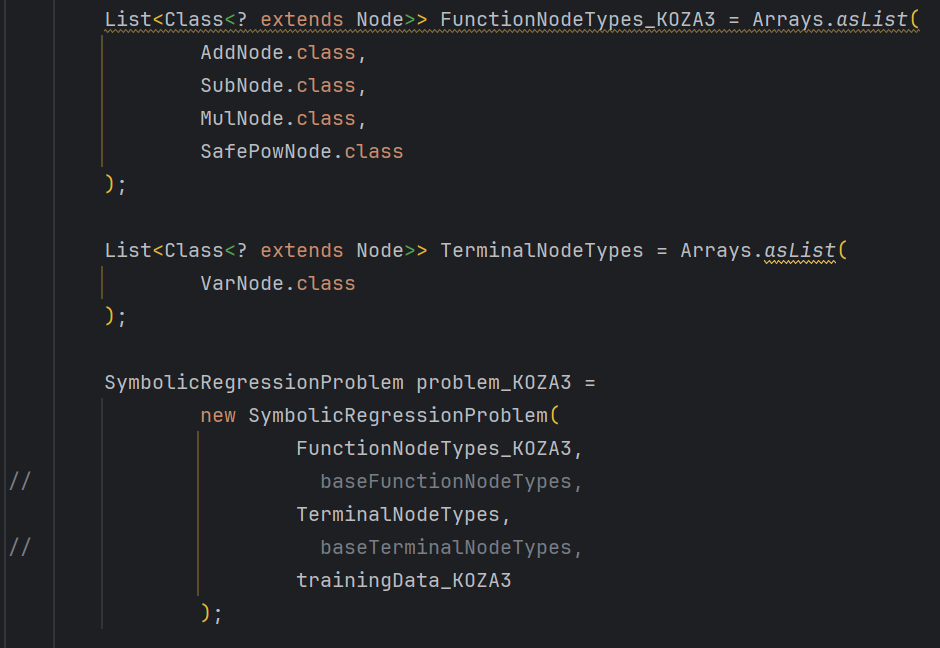 List<Class<? extends Node>> FunctionNodeTypes_KOZA3 = Arrays.asList(
AddNode.class,
SubNode.class,
MulNode.class,
SafePowNode.class
);
List<Class<? extends Node>> TerminalNodeTypes = Arrays.asList(
VarNode.class
);
SymbolicRegressionProblem problem_KOZA3 =
new SymbolicRegressionProblem(
FunctionNodeTypes_KOZA3,
// baseFunctionNodeTypes,
TerminalNodeTypes,
// baseTerminalNodeTypes,
trainingData_KOZA3
);